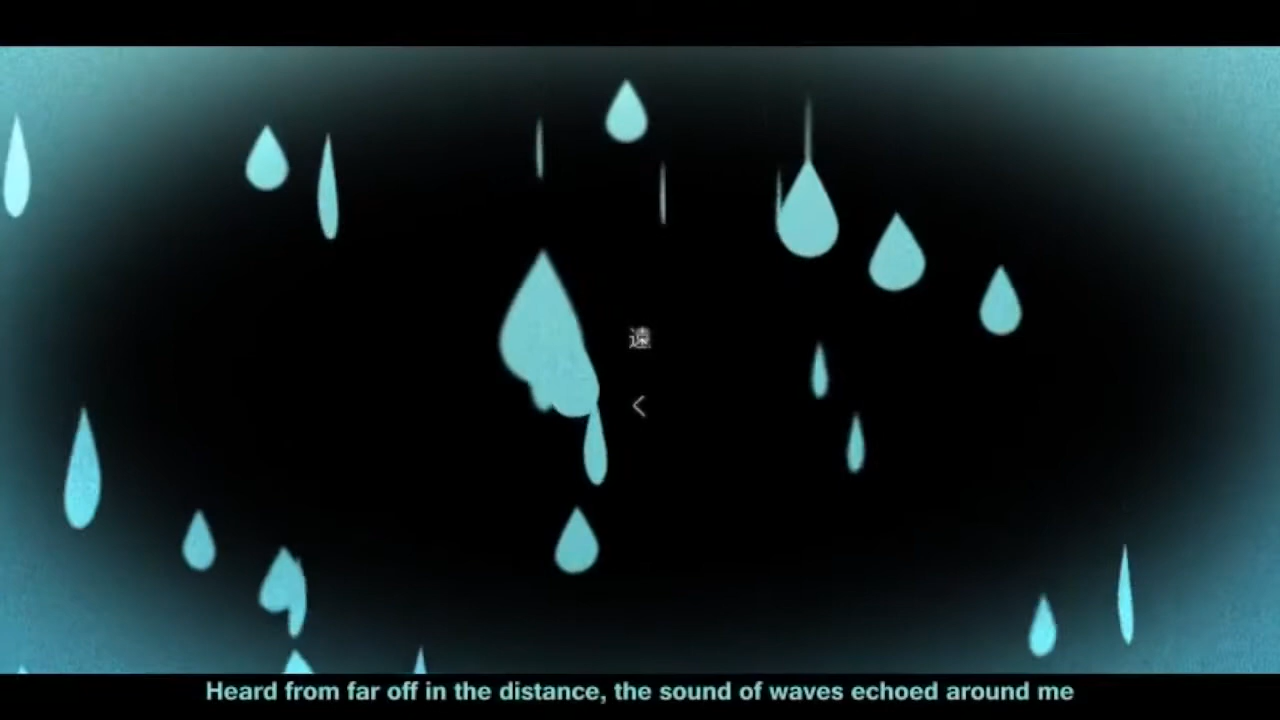 遠
く
Heard from far off in the distance, the sound of waves echoed around me